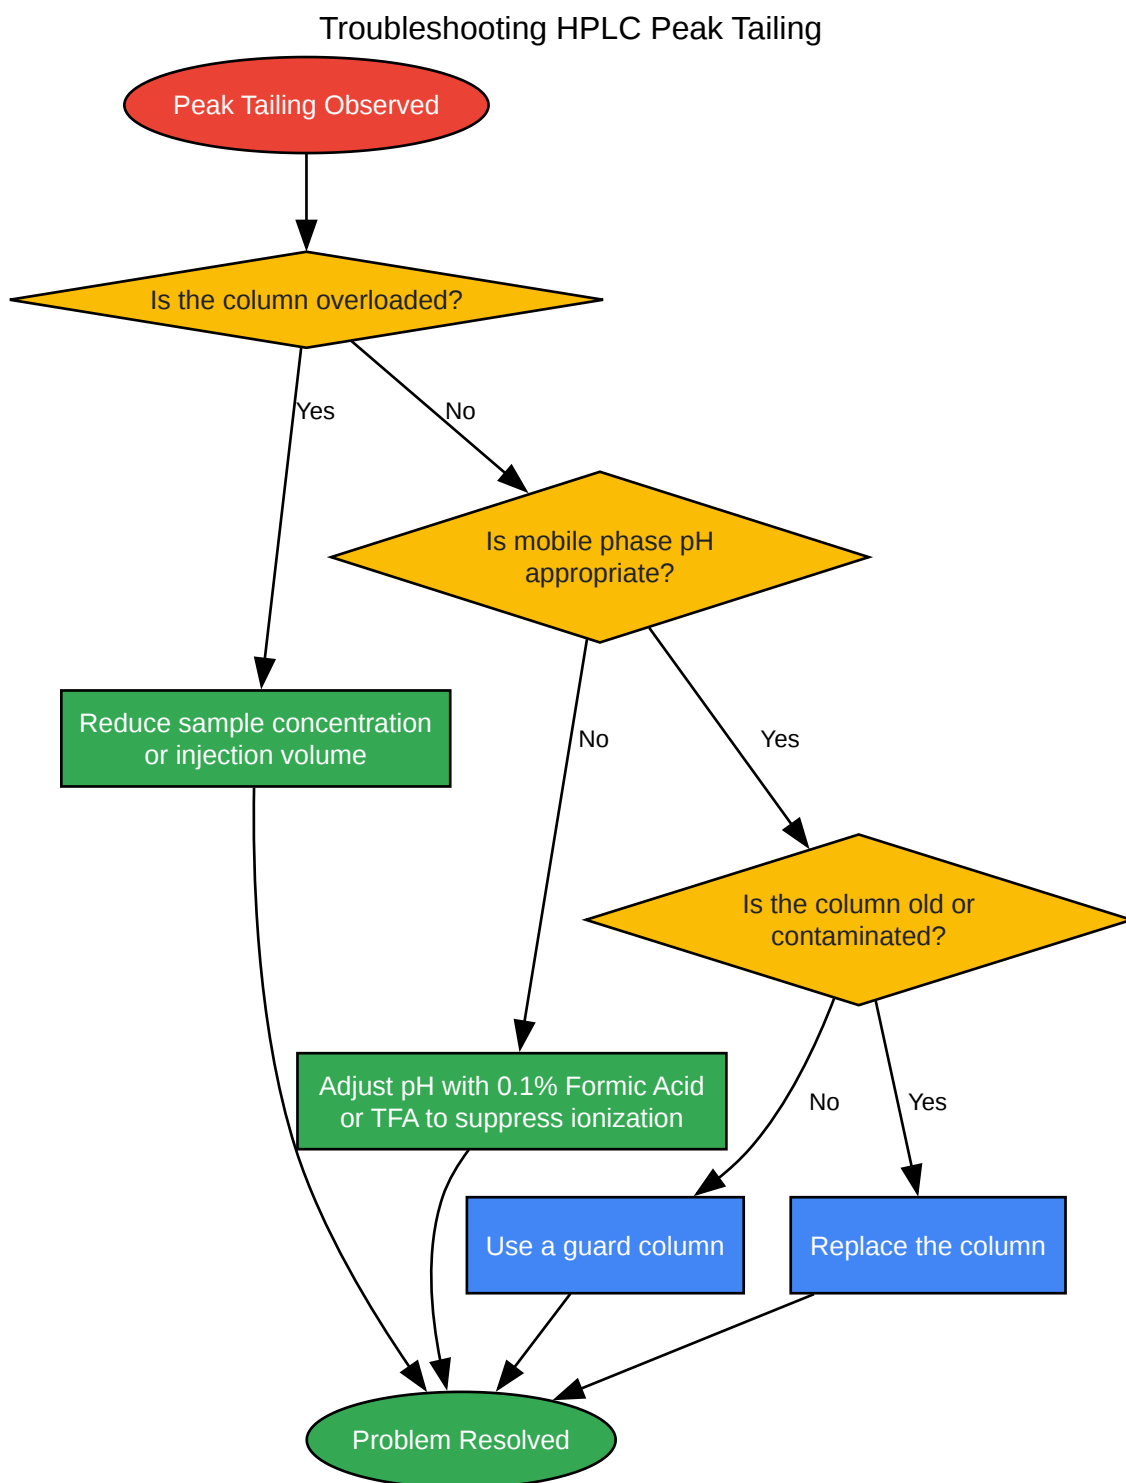 Troubleshooting HPLC Peak Tailing
Peak Tailing Observed
Is the column overloaded?
Yes
No
Is mobile phase pH
appropriate?
Reduce sample concentration
or injection volume
No
Yes
Is the column old or
contaminated?
Adjust pH with 0.1% Formic Acid
or TFA to suppress ionization
No
Yes
Use a guard column
Replace the column
Problem Resolved